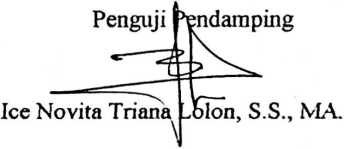 Penguji Pendamping
Ice Novita Triana Lolon, S.S., MA.